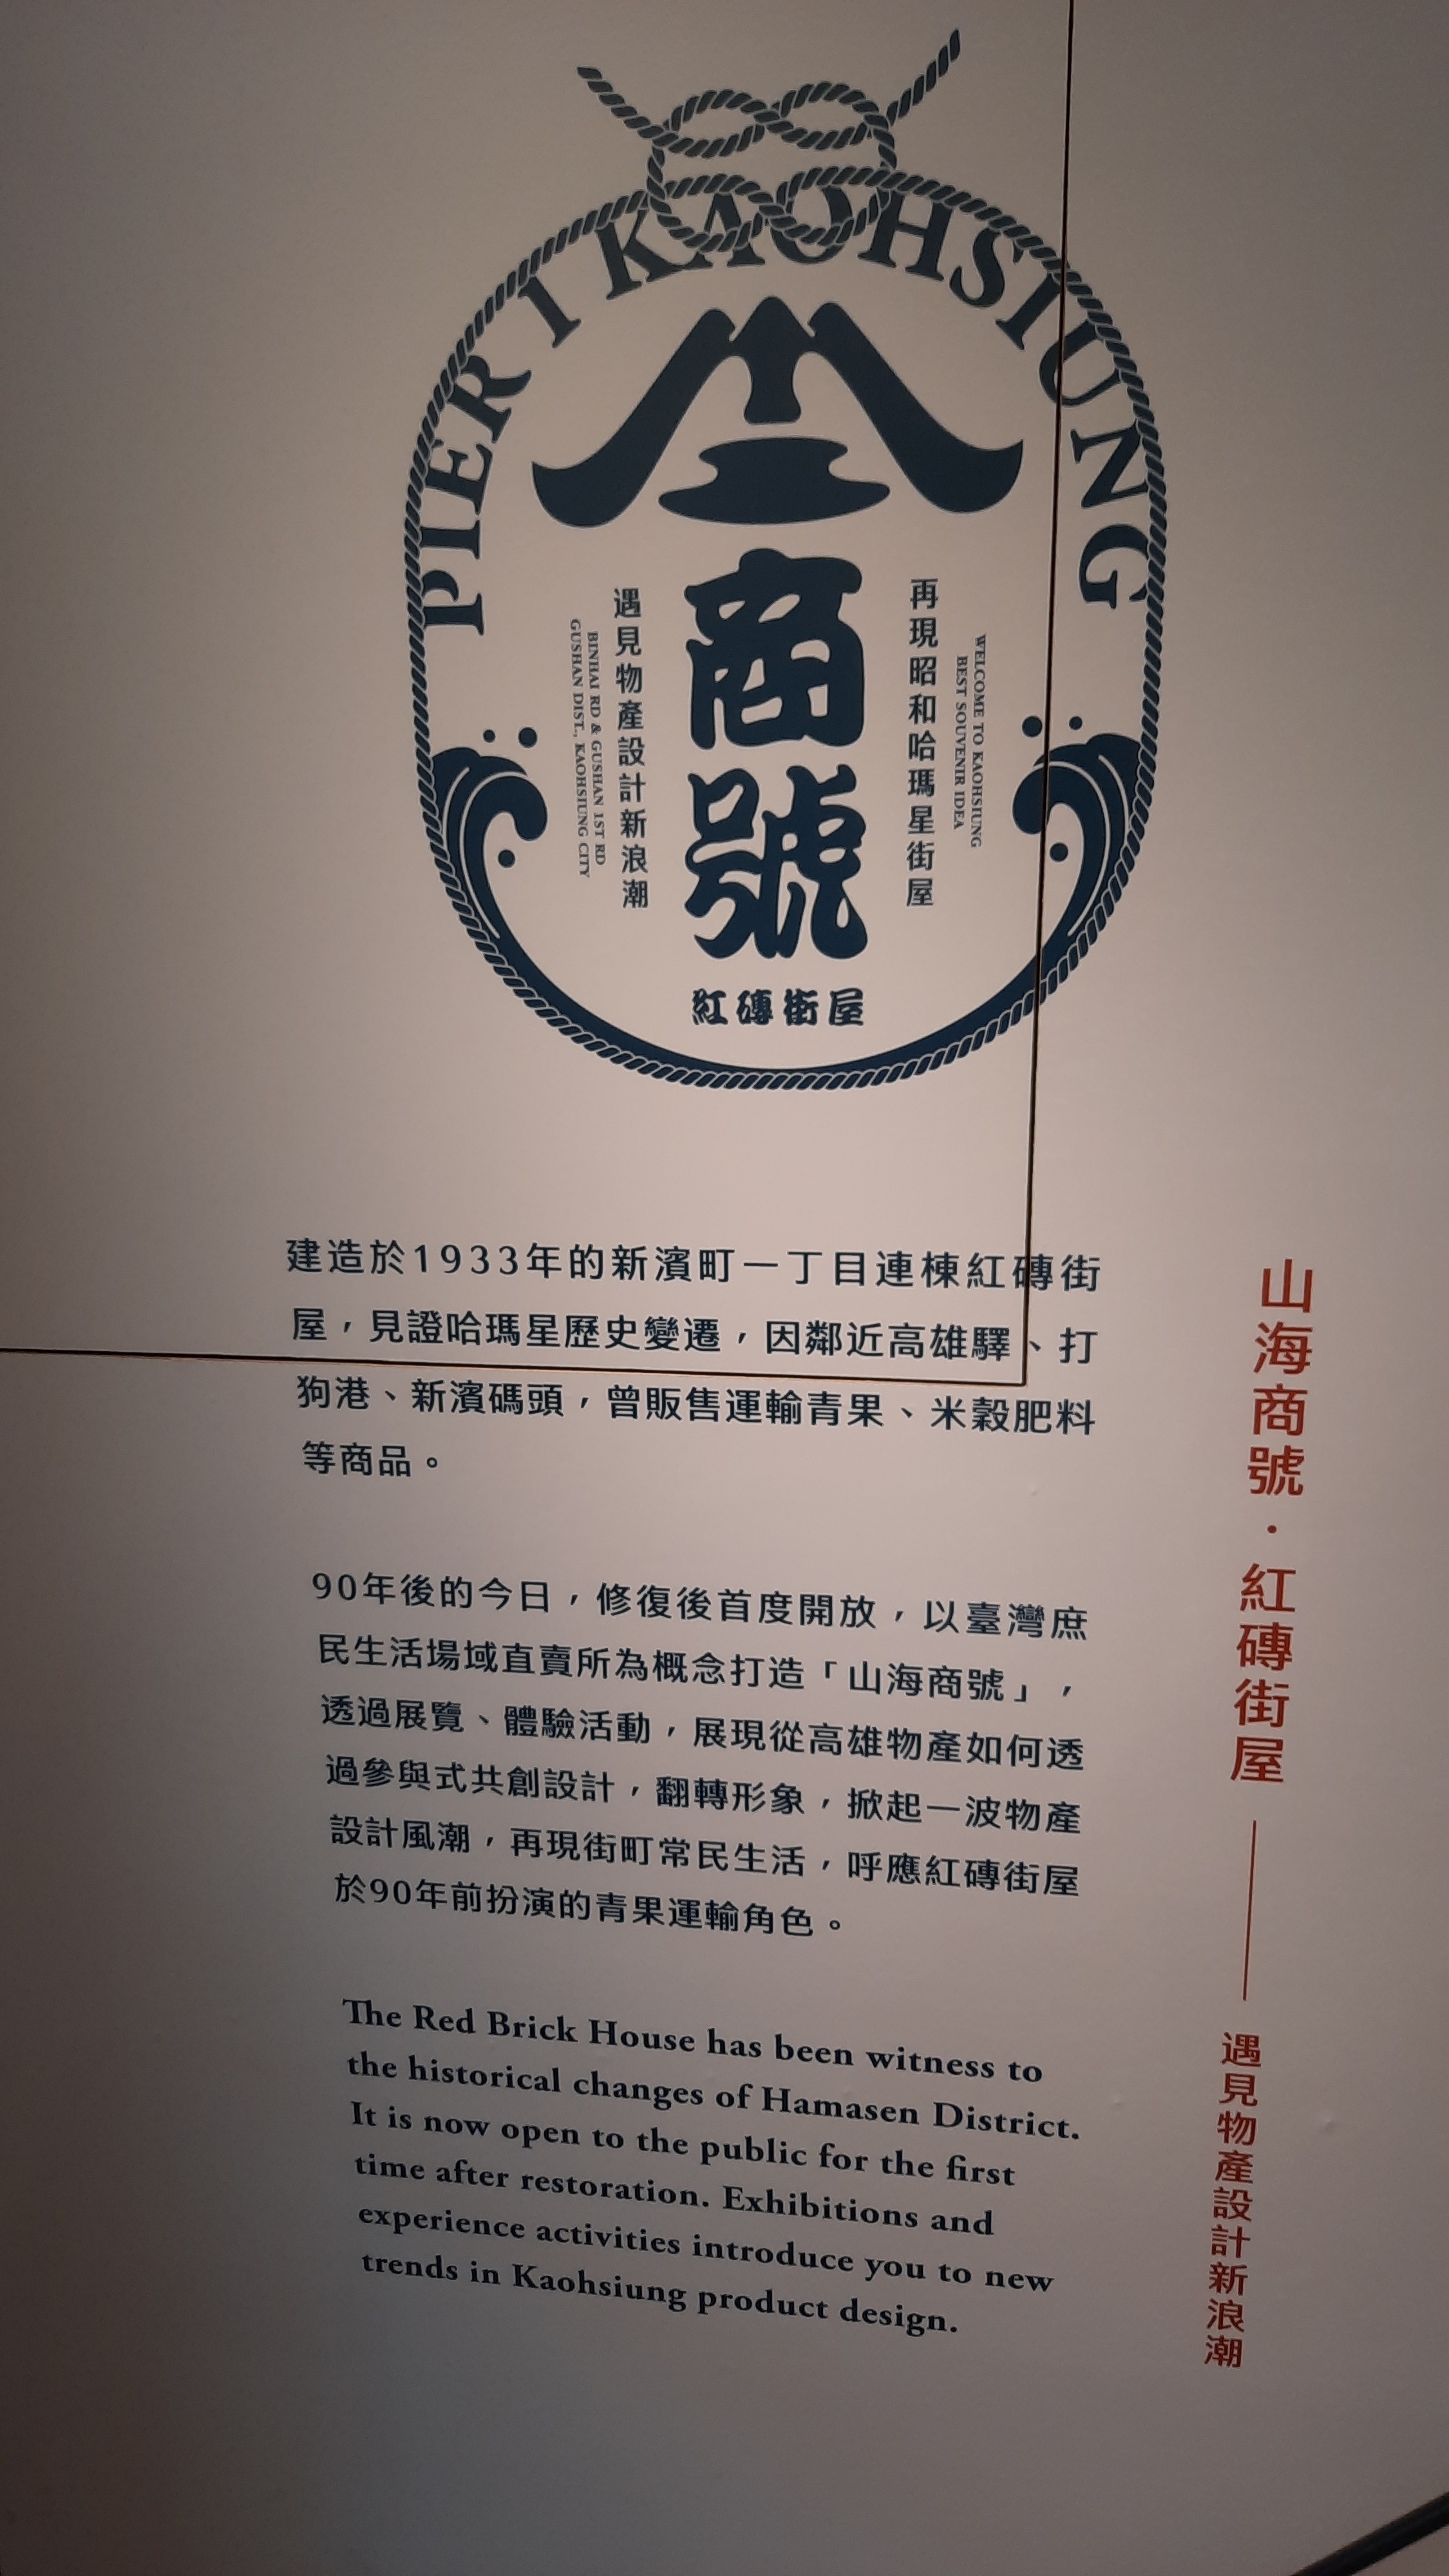 PIER 1 KAOHSIUNG
商號
再現昭和哈瑪星街屋
WELCOME TO KAOHSIUNG
BEST SOUVENIR IDEA
遇見物產設計新浪潮
BINHAI RD & GUSHAN 1ST RD
GUSHAN DIST., KAOHSIUNG CITY
紅磚街屋
山海商號·紅磚街屋——遇見物產設計新浪潮
建造於1933年的新濱町一丁目連棟紅磚街
屋，見證哈瑪星歷史變遷，因鄰近高雄驛、打
狗港、新濱碼頭，曾販售運輸青果、米穀肥料
等商品。
90年後的今日，修復後首度開放，以臺灣庶
民生活場域直賣所為概念打造「山海商號」，
透過展覽、體驗活動，展現從高雄物產如何透
過參與式共創設計，翻轉形象，掀起一波物產
設計風潮，再現街町常民生活，呼應紅磚街屋
於90年前扮演的青果運輸角色。
The Red Brick House has been witness to
the historical changes of Hamasen District.
It is now open to the public for the first
time after restoration. Exhibitions and
experience activities introduce you to new
trends in Kaohsiung product design.